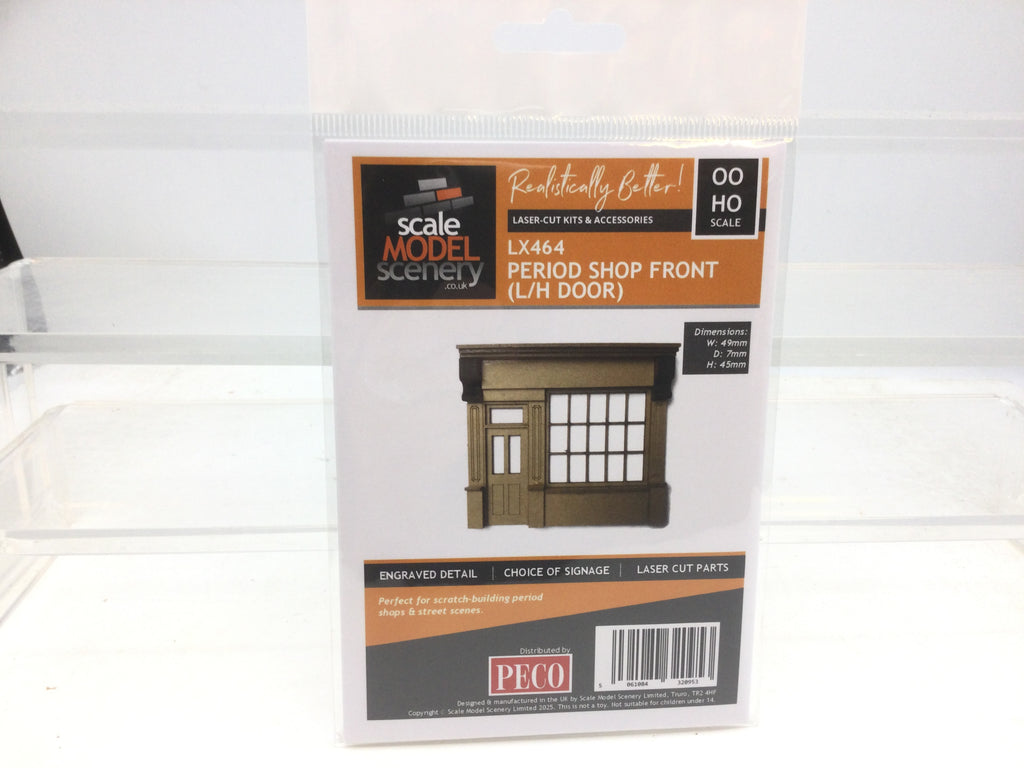 scale
MODEL
scenery
.co.uk
Realistically Better!
LASER-CUT KITS & ACCESSORIES
OO
HO
SCALE
LX464
PERIOD SHOP FRONT
(L/H DOOR)
Dimensions:
W: 49mm
D: 7mm
H: 45mm
ENGRAVED DETAIL | CHOICE OF SIGNAGE | LASER CUT PARTS
Perfect for scratch-building period
shops & street scenes.
Distributed by
PECO
5 061084 320953
Designed & manufactured in the UK by Scale Model Scenery Limited, Truro, TR2 4HF
Copyright © Scale Model Scenery Limited 2025. This is not a toy. Not suitable for children under 14.